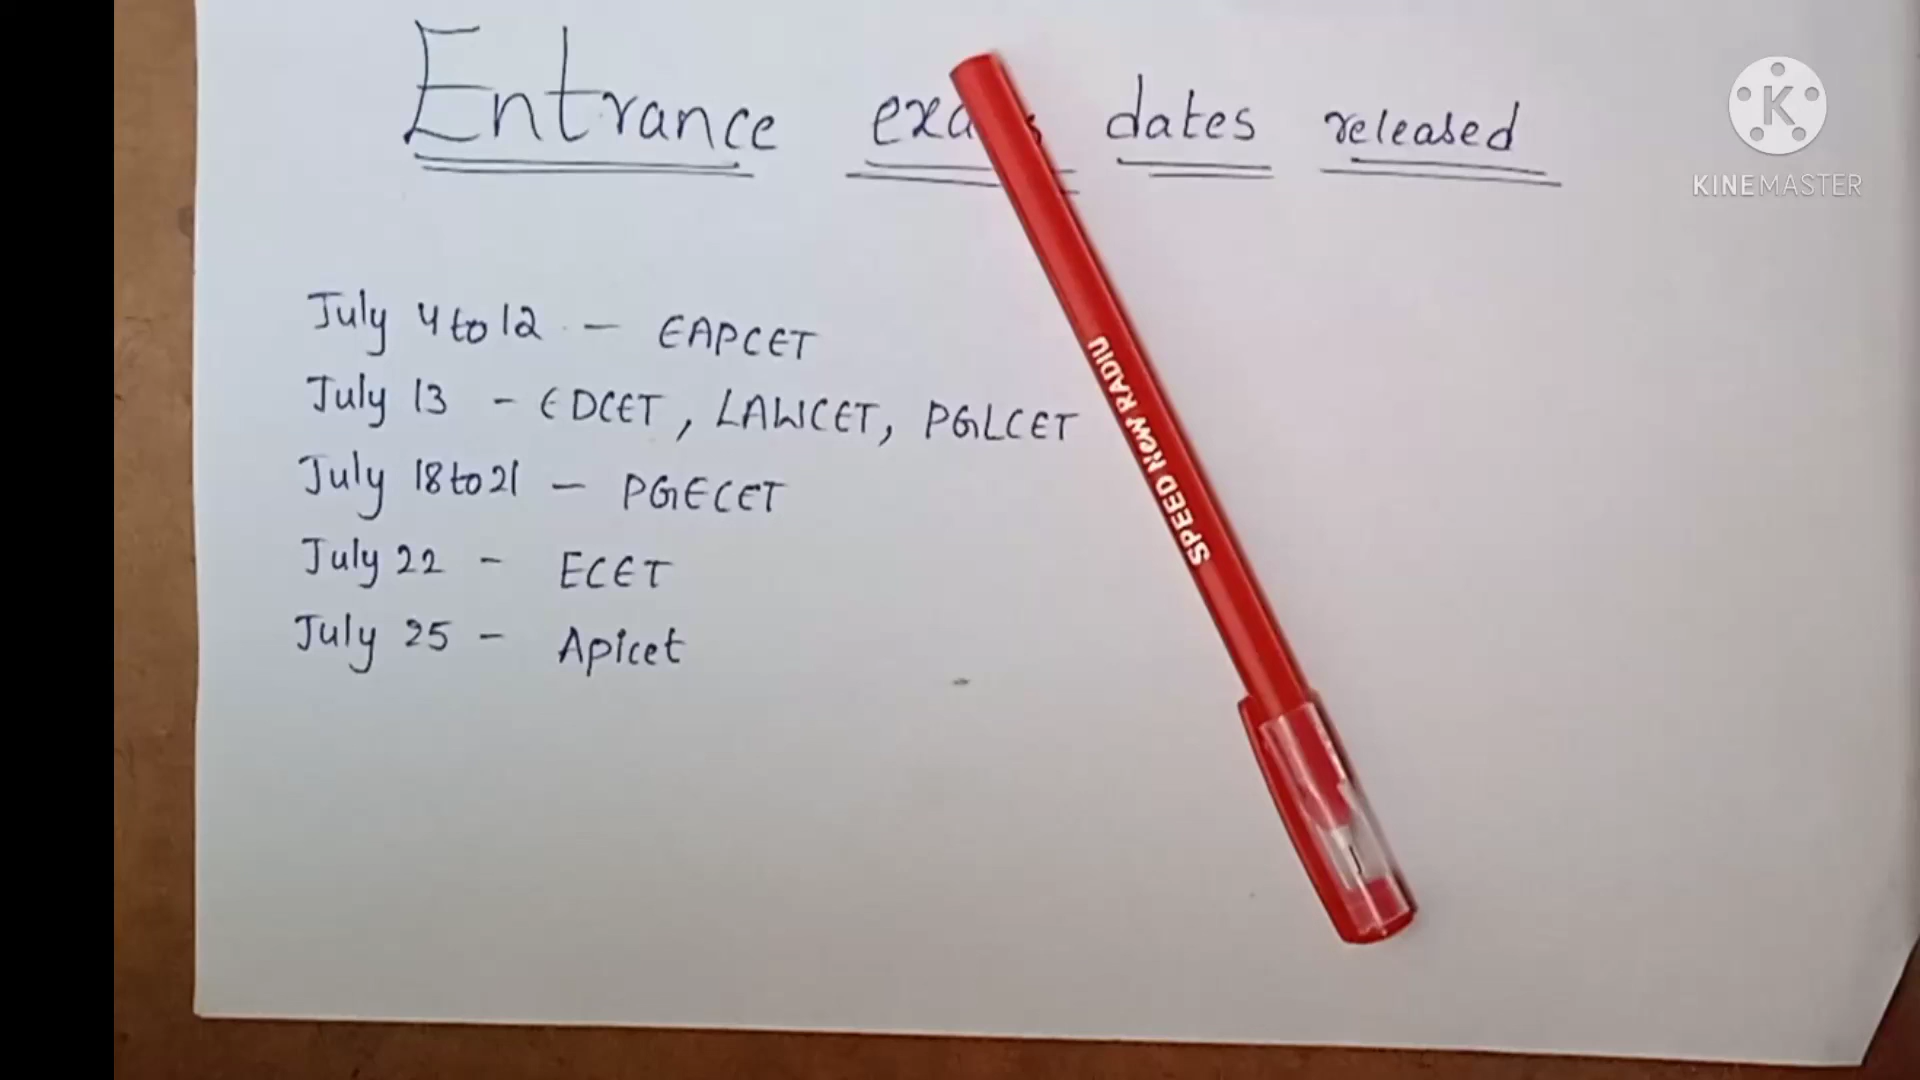 Entrance dates released
KINEMASTER
July 4 to 12 - EAPCET
July 13 - EDCET, LAWCET, PGLCET
July 18 to 21 - PGECET
July 22 - ECET
July 25 - Apicet
SPEEED NEW RADIU